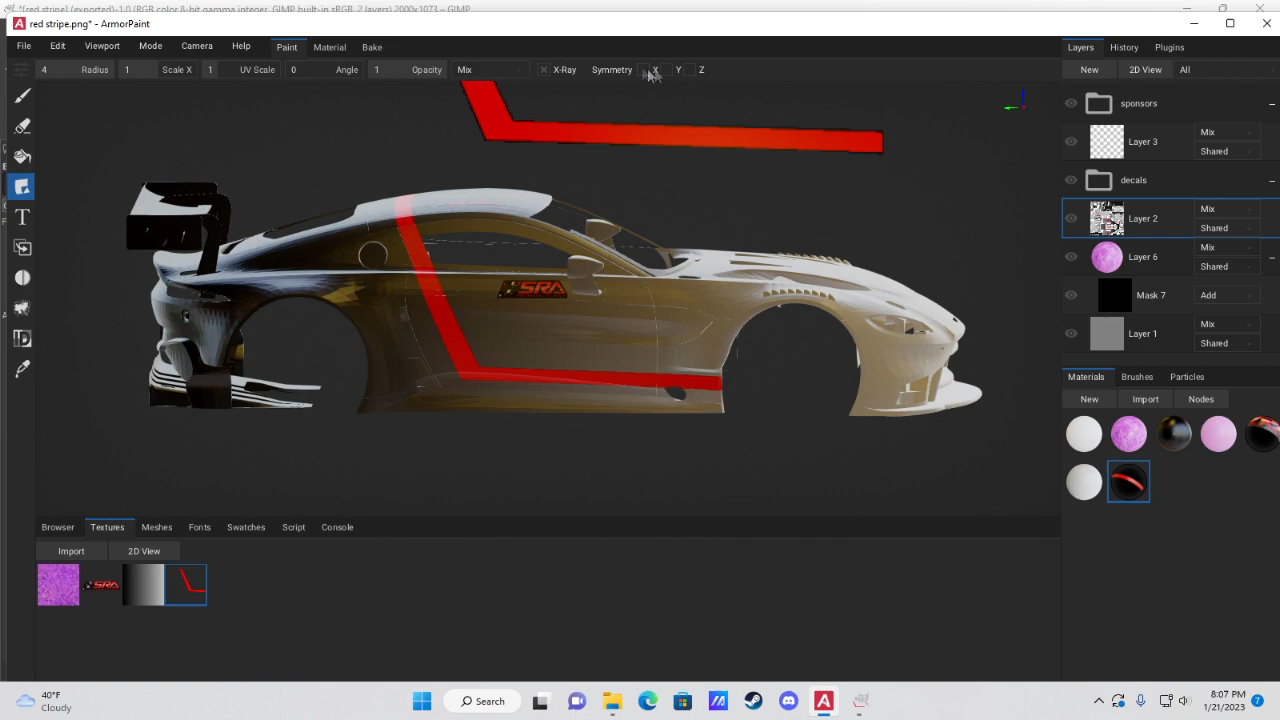 *[red stripe] (exported)-1.0 (RGB color 8-bit gamma integer, GIMP built-in sRGB, 2 layers) 2000x1073 – GIMP
red stripe.png* - ArmorPaint
File Edit Viewport Mode Camera Help Paint Material Bake
Layers History Plugins
4 Radius 1 Scale X 1 UV Scale 0 Angle 1 Opacity Mix X-Ray Symmetry X Y Z
New 2D View All
sponsors
Layer 3 Mix Shared
decals
Layer 2 Mix Shared
Layer 6 Mix Shared
Mask 7 Add
Layer 1 Mix Shared
SRA
T
ID
Materials Brushes Particles
New Import Nodes
Browser Textures Meshes Fonts Swatches Script Console
Import 2D View
SRA
40°F
Cloudy
Search
8:07 PM
1/21/2023
7